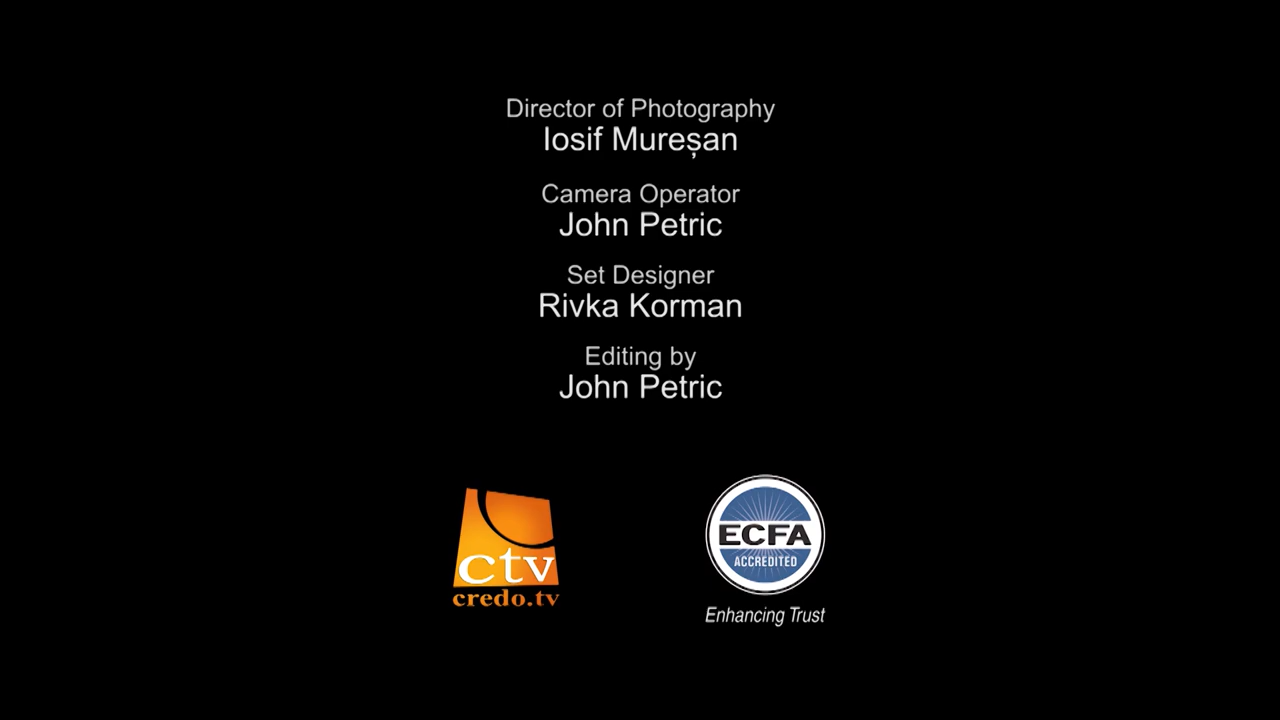 Director of Photography
Iosif Mureșan
Camera Operator
John Petric
Set Designer
Rivka Korman
Editing by
John Petric
ctv
credo.tv
ECFA
ACCREDITED
Enhancing Trust